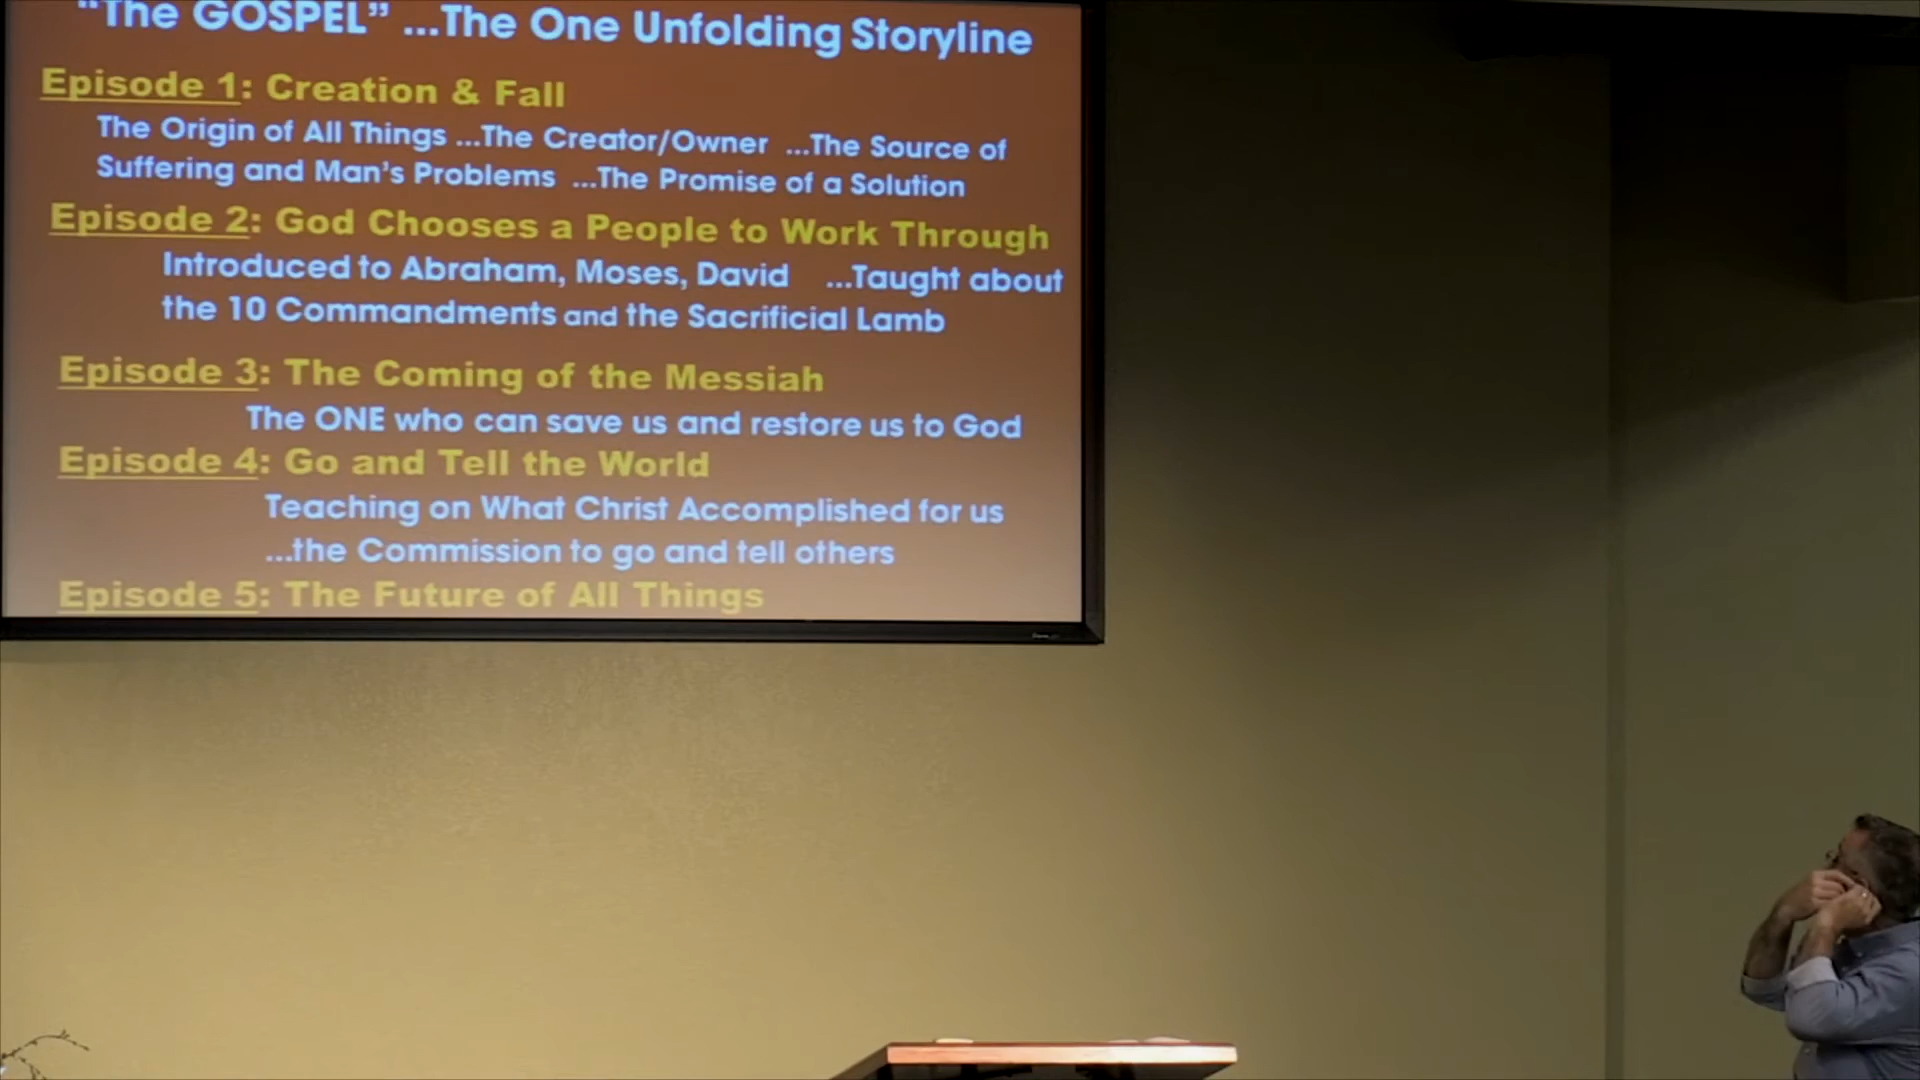 "The GOSPEL" ...The One Unfolding Storyline
Episode 1: Creation & Fall
The Origin of All Things ...The Creator/Owner ...The Source of
Suffering and Man's Problems ...The Promise of a Solution
Episode 2: God Chooses a People to Work Through
Introduced to Abraham, Moses, David ...Taught about
the 10 Commandments and the Sacrificial Lamb
Episode 3: The Coming of the Messiah
The ONE who can save us and restore us to God
Episode 4: Go and Tell the World
Teaching on What Christ Accomplished for us
...the Commission to go and tell others
Episode 5: The Future of All Things